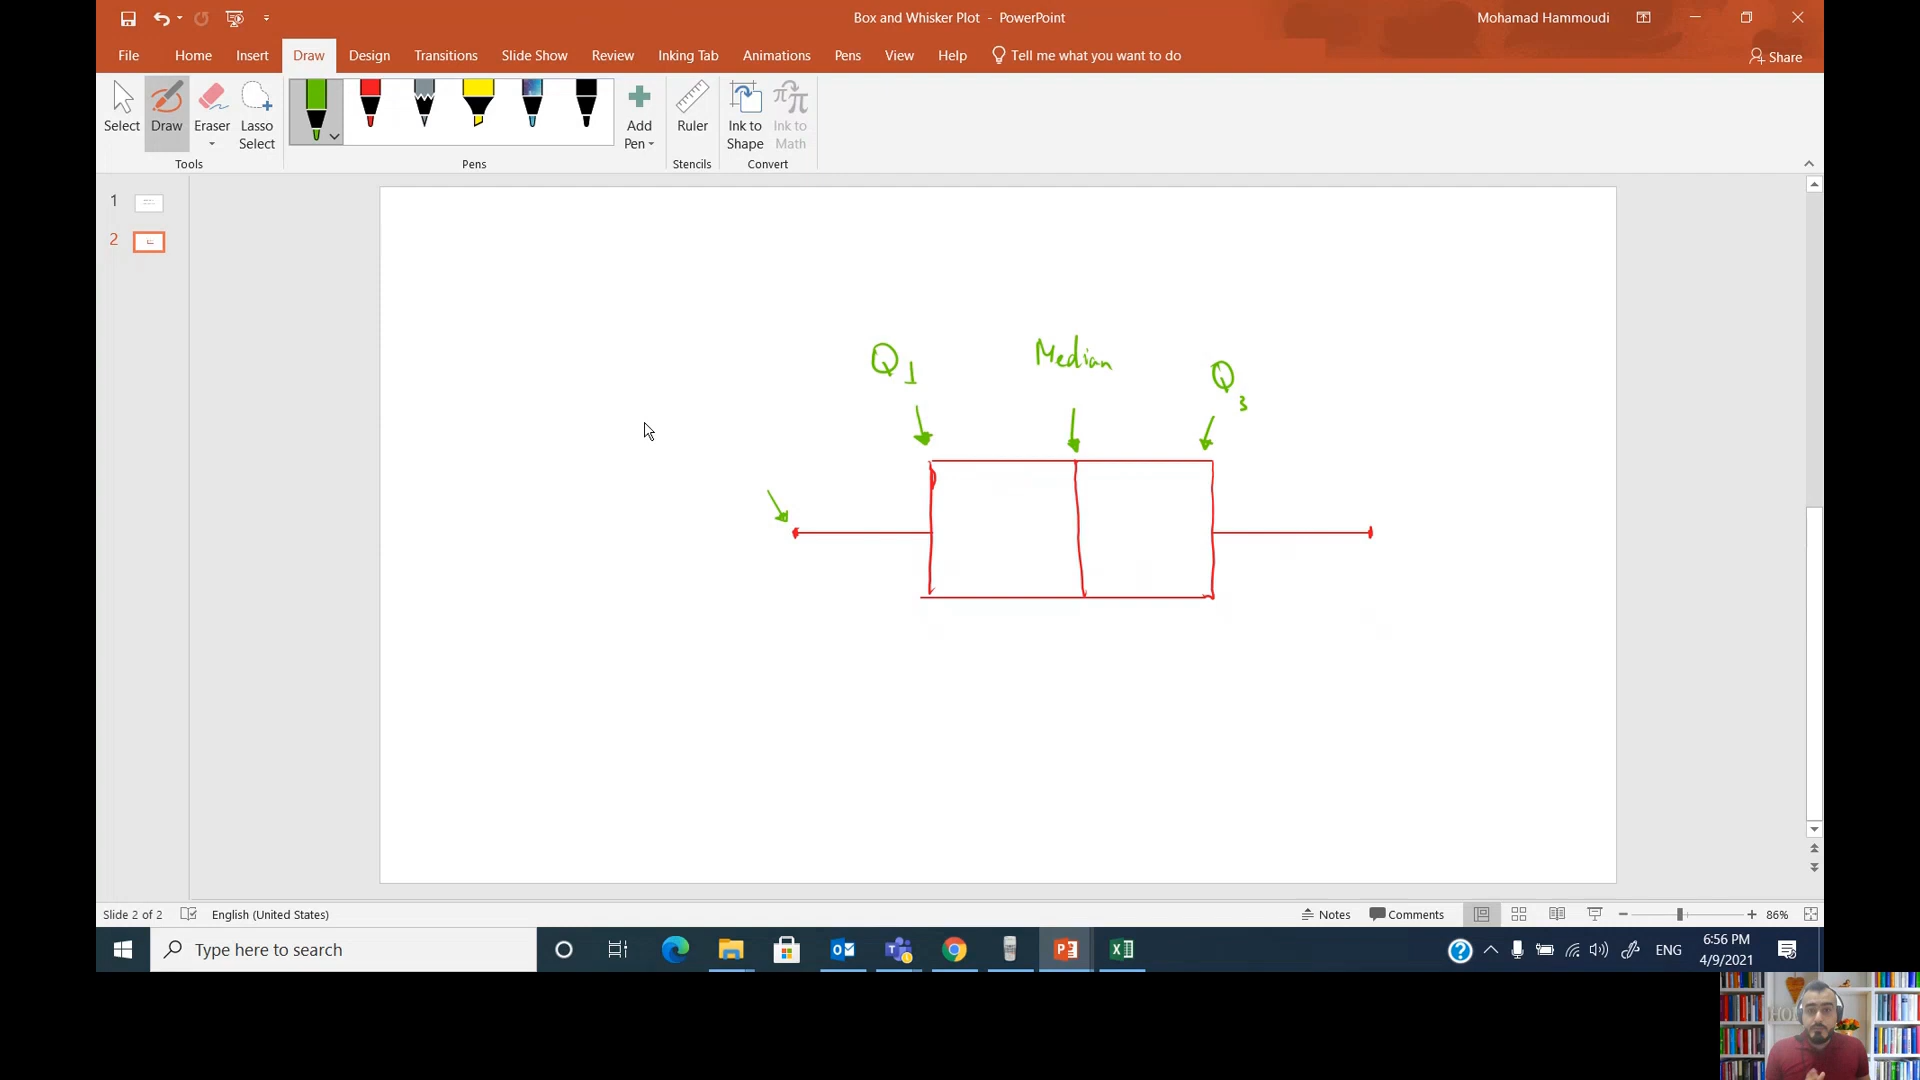 Box and Whisker Plot - PowerPoint
Mohamad Hammoudi
File Home Insert Draw Design Transitions Slide Show Review Inking Tab Animations Pens View Help Tell me what you want to do Share
Select Draw Eraser Lasso Select
Add Pen
Ruler
Ink to Shape
Ink to Math
Tools Pens Stencils Convert
1
2
Q1 Median Q3
Slide 2 of 2 English (United States) Notes Comments 86%
Type here to search
ENG
6:56 PM
4/9/2021